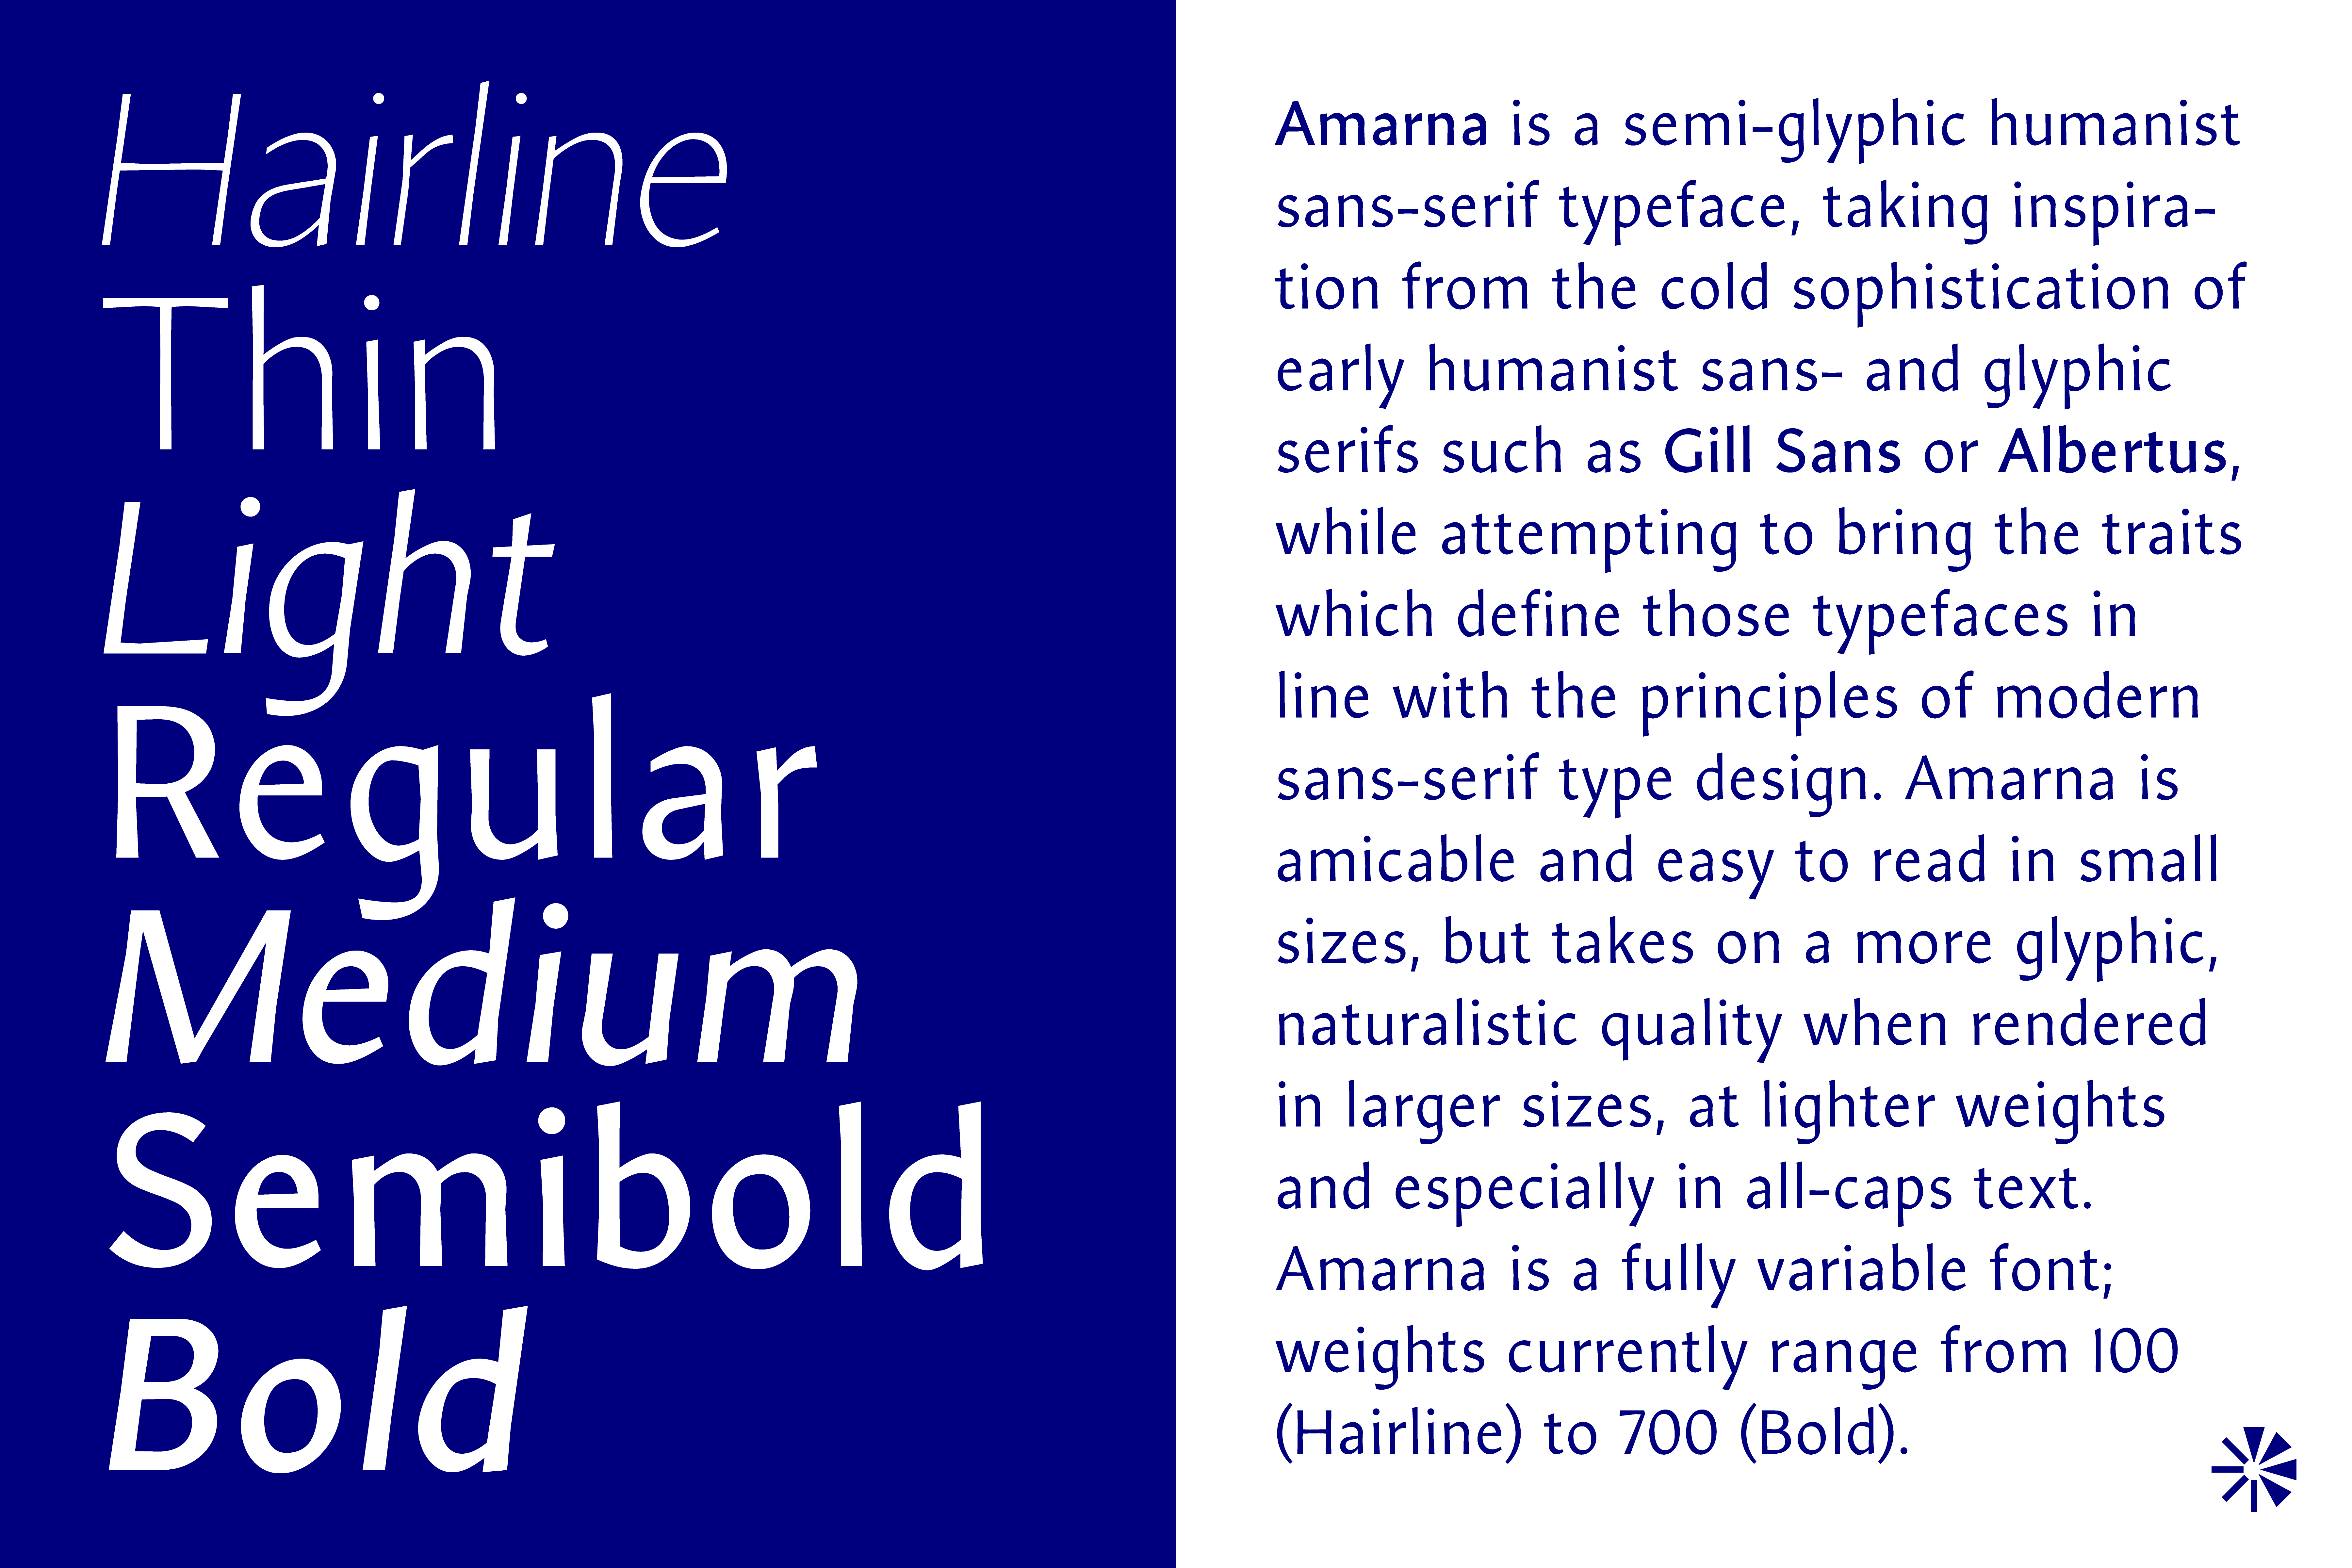 Hairline
Thin
Light
Regular
Medium
Semibold
Bold
Amarna is a semi-glyphic humanist
sans-serif typeface, taking inspira-
tion from the cold sophistication of
early humanist sans- and glyphic
serifs such as Gill Sans or Albertus,
while attempting to bring the traits
which define those typefaces in
line with the principles of modern
sans-serif type design. Amarna is
amicable and easy to read in small
sizes, but takes on a more glyphic,
naturalistic quality when rendered
in larger sizes, at lighter weights
and especially in all-caps text.
Amarna is a fully variable font;
weights currently range from 100
(Hairline) to 700 (Bold).